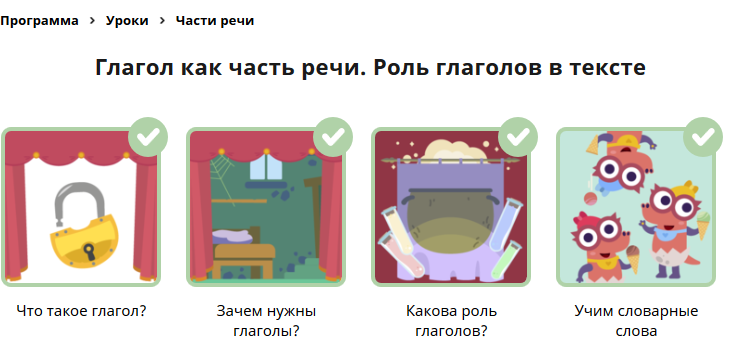 Программа > Уроки > Части речи
Глагол как часть речи. Роль глаголов в тексте
Что такое глагол?
Зачем нужны
глаголы?
Какова роль
глаголов?
Учим словарные
слова